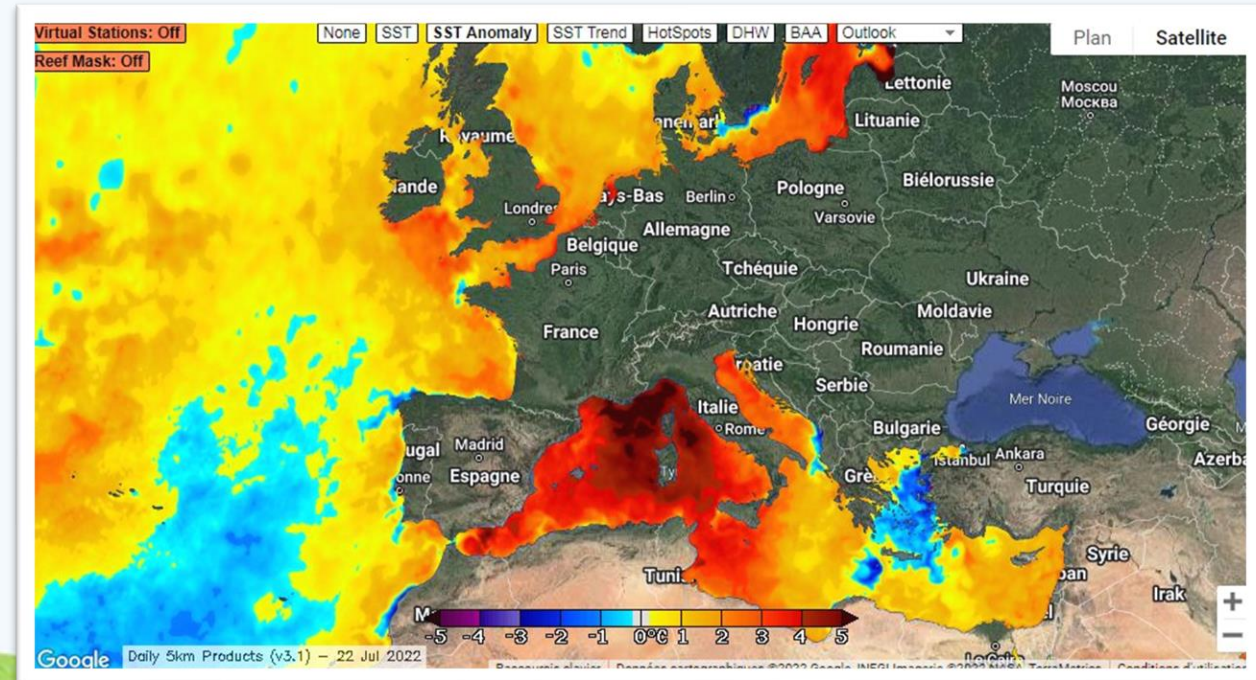 Virtual Stations: Off
Reef Mask: Off
None SST SST Anomaly SST Trend HotSpots DHW BAA Outlook
Plan Satellite
Lettonie
Moscou
Москва
Lituanie
Royaume
Biélorussie
Pologne
Berlin
Varsovie
Londres
Allemagne
Belgique
Paris
Tchéquie
Ukraine
Autriche
Moldavie
Hongrie
France
Roumanie
Serbie
Mer Noire
Italie
Rome
Bulgarie
Géorgie
Madrid
Espagne
Istanbul
Ankara
Turquie
Syrie
Irak
-5 -4 -3 -2 -1 0°C 1 2 3 4 5
+
−
Google
Daily 5km Products (v3.1) – 22 Jul 2022